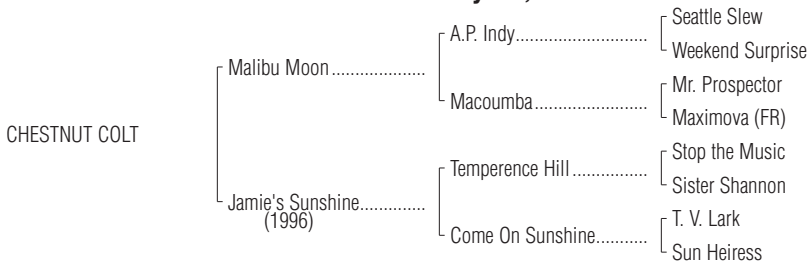 Seattle Slew
A.P. Indy
Weekend Surprise
Malibu Moon
Mr. Prospector
Macoumba
Maximova (FR)
CHESTNUT COLT
Stop the Music
Temperence Hill
Sister Shannon
Jamie's Sunshine
(1996)
T. V. Lark
Come On Sunshine
Sun Heiress